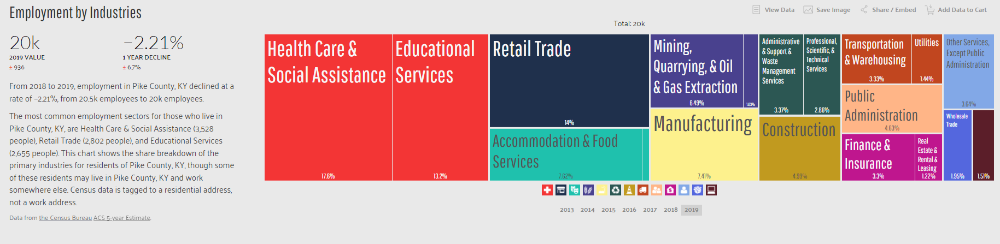 Employment by Industries
View Data
Save Image
Share / Embed
Add Data to Cart
20k
2019 VALUE
± 936
−2.21%
1 YEAR DECLINE
± 6.7%
From 2018 to 2019, employment in Pike County, KY declined at a
rate of −2.21%, from 20.5k employees to 20k employees.
The most common employment sectors for those who live in
Pike County, KY, are Health Care & Social Assistance (3,528
people), Retail Trade (2,802 people), and Educational Services
(2,655 people). This chart shows the share breakdown of the
primary industries for residents of Pike County, KY, though some
of these residents may live in Pike County, KY and work
somewhere else. Census data is tagged to a residential address,
not a work address.
Data from the Census Bureau ACS 5-year Estimate.
Total: 20k
Health Care &
Social Assistance
17.6%
Educational
Services
13.2%
Retail Trade
14%
Accommodation & Food
Services
7.62%
Mining,
Quarrying, & Oil
& Gas Extraction
6.49%
1.03%
Manufacturing
7.41%
Administrative
& Support &
Waste
Management
Services
3.37%
Professional,
Scientific, &
Technical
Services
2.86%
Construction
4.99%
Transportation
& Warehousing
3.33%
Utilities
1.44%
Public
Administration
4.63%
Finance &
Insurance
3.3%
Real
Estate &
Rental &
Leasing
1.22%
Other Services,
Except Public
Administration
3.64%
Wholesale
Trade
1.95%
1.51%
2013
2014
2015
2016
2017
2018
2019